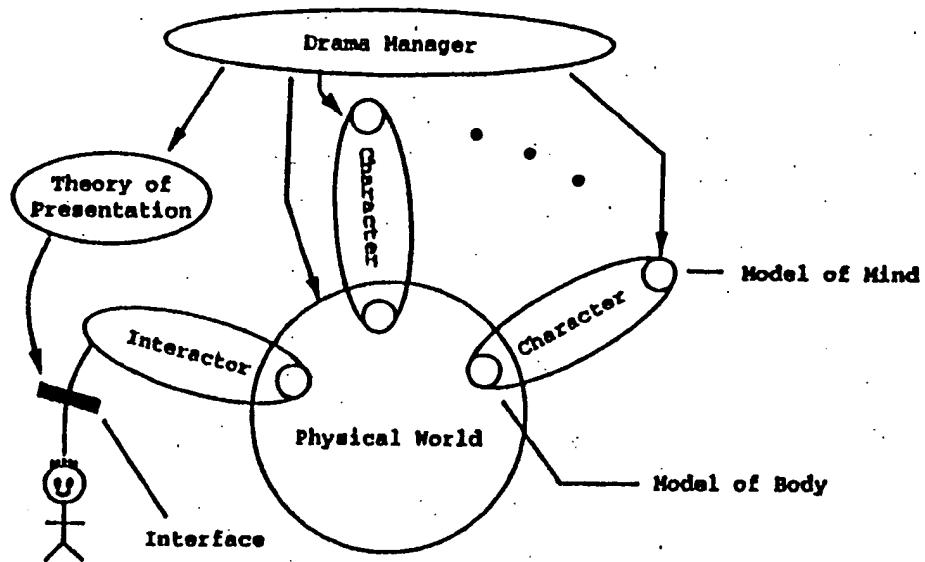 Drama Manager
Theory of
Presentation
Character
Model of Mind
Character
Interactor
Physical World
Model of Body
Interface